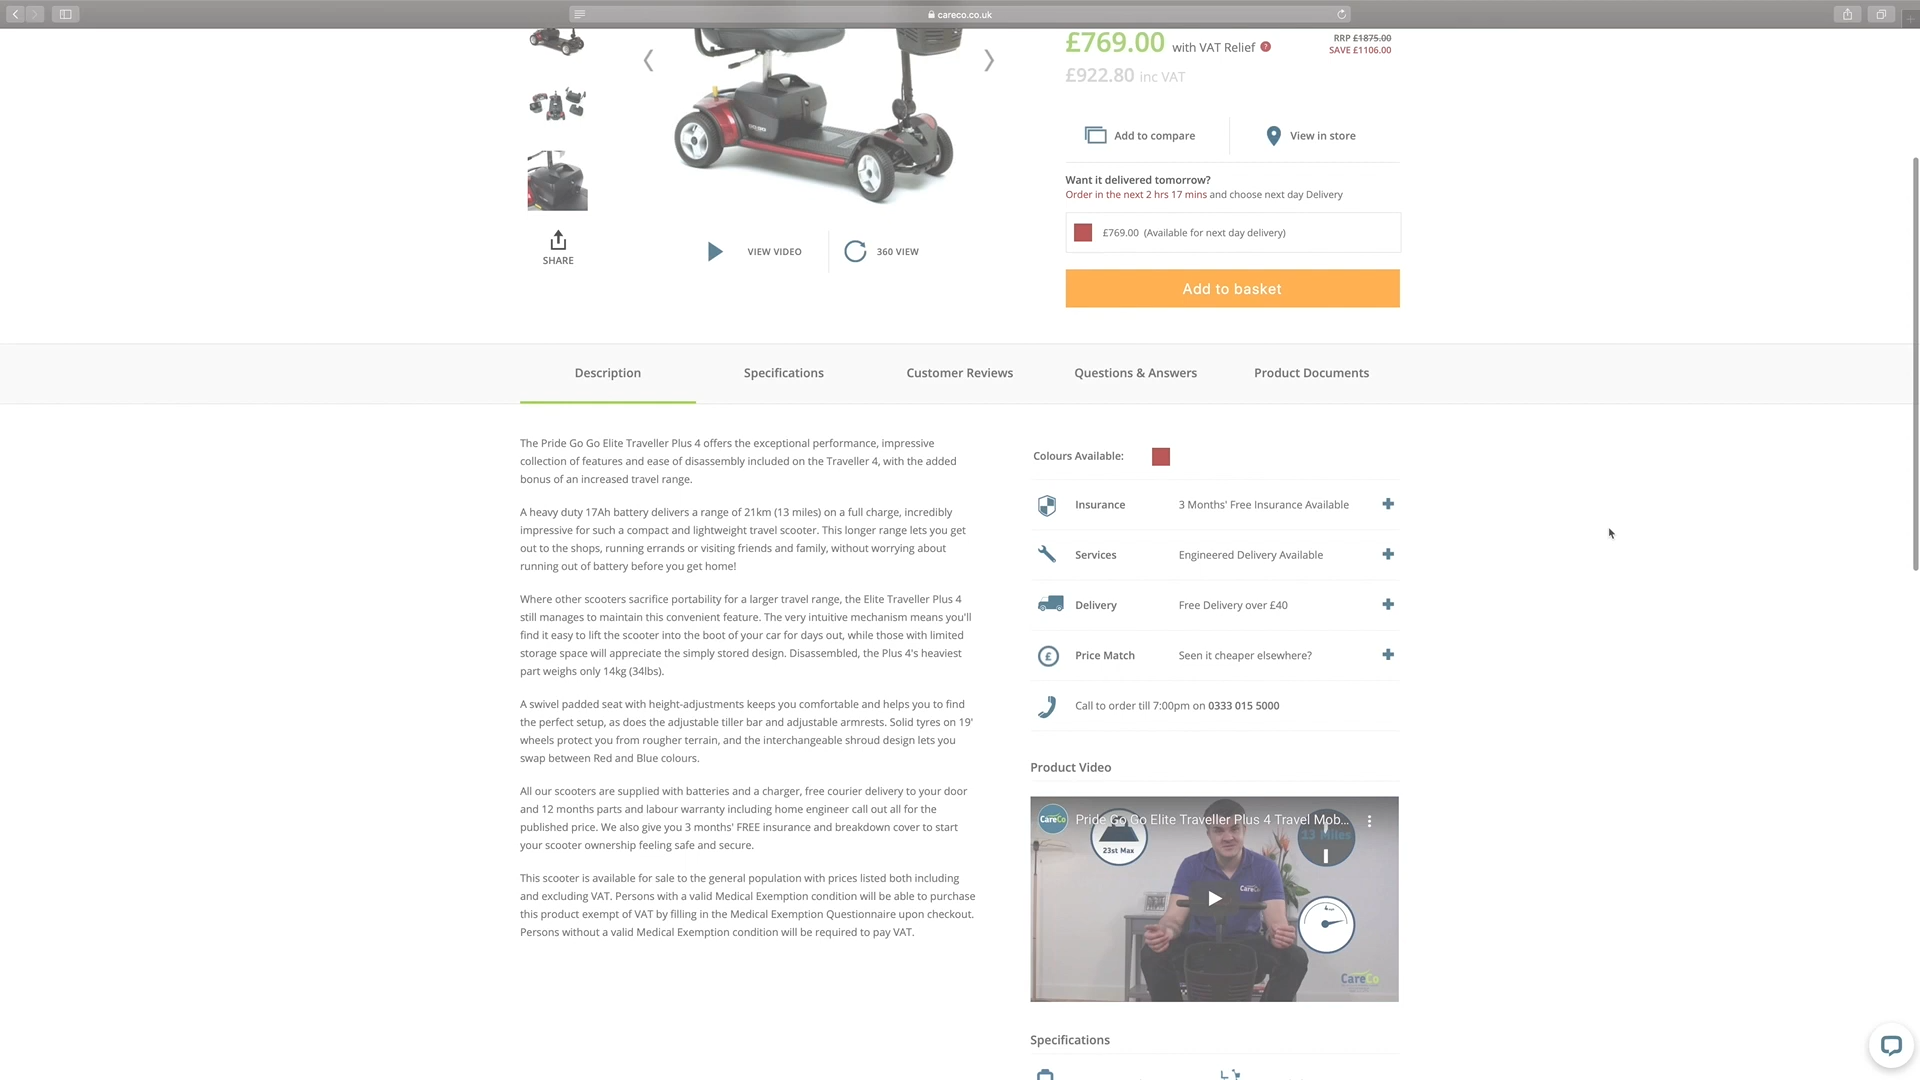 careco.co.uk
£769.00 with VAT Relief ?
RRP £1875.00
SAVE £1106.00
£922.80 inc VAT
Add to compare
View in store
Want it delivered tomorrow?
Order in the next 2 hrs 17 mins and choose next day Delivery
£769.00 (Available for next day delivery)
SHARE
VIEW VIDEO
360 VIEW
Add to basket
Description
Specifications
Customer Reviews
Questions & Answers
Product Documents
The Pride Go Go Elite Traveller Plus 4 offers the exceptional performance, impressive
collection of features and ease of disassembly included on the Traveller 4, with the added
bonus of an increased travel range.
A heavy duty 17Ah battery delivers a range of 21km (13 miles) on a full charge, incredibly
impressive for such a compact and lightweight travel scooter. This longer range lets you get
out to the shops, running errands or visiting friends and family, without worrying about
running out of battery before you get home!
Where other scooters sacrifice portability for a larger travel range, the Elite Traveller Plus 4
still manages to maintain this convenient feature. The very intuitive mechanism means you'll
find it easy to lift the scooter into the boot of your car for days out, while those with limited
storage space will appreciate the simply stored design. Disassembled, the Plus 4's heaviest
part weighs only 14kg (34lbs).
A swivel padded seat with height-adjustments keeps you comfortable and helps you to find
the perfect setup, as does the adjustable tiller bar and adjustable armrests. Solid tyres on 19'
wheels protect you from rougher terrain, and the interchangeable shroud design lets you
swap between Red and Blue colours.
All our scooters are supplied with batteries and a charger, free courier delivery to your door
and 12 months parts and labour warranty including home engineer call out all for the
published price. We also give you 3 months' FREE insurance and breakdown cover to start
your scooter ownership feeling safe and secure.
This scooter is available for sale to the general population with prices listed both including
and excluding VAT. Persons with a valid Medical Exemption condition will be able to purchase
this product exempt of VAT by filling in the Medical Exemption Questionnaire upon checkout.
Persons without a valid Medical Exemption condition will be required to pay VAT.
Colours Available:
Insurance 3 Months' Free Insurance Available
Services Engineered Delivery Available
Delivery Free Delivery over £40
£ Price Match Seen it cheaper elsewhere?
Call to order till 7:00pm on 0333 015 5000
Product Video
CareCo Pride Go Go Elite Traveller Plus 4 Travel Mob...
23st Max
13 Miles
CareCo
CareCo
Specifications